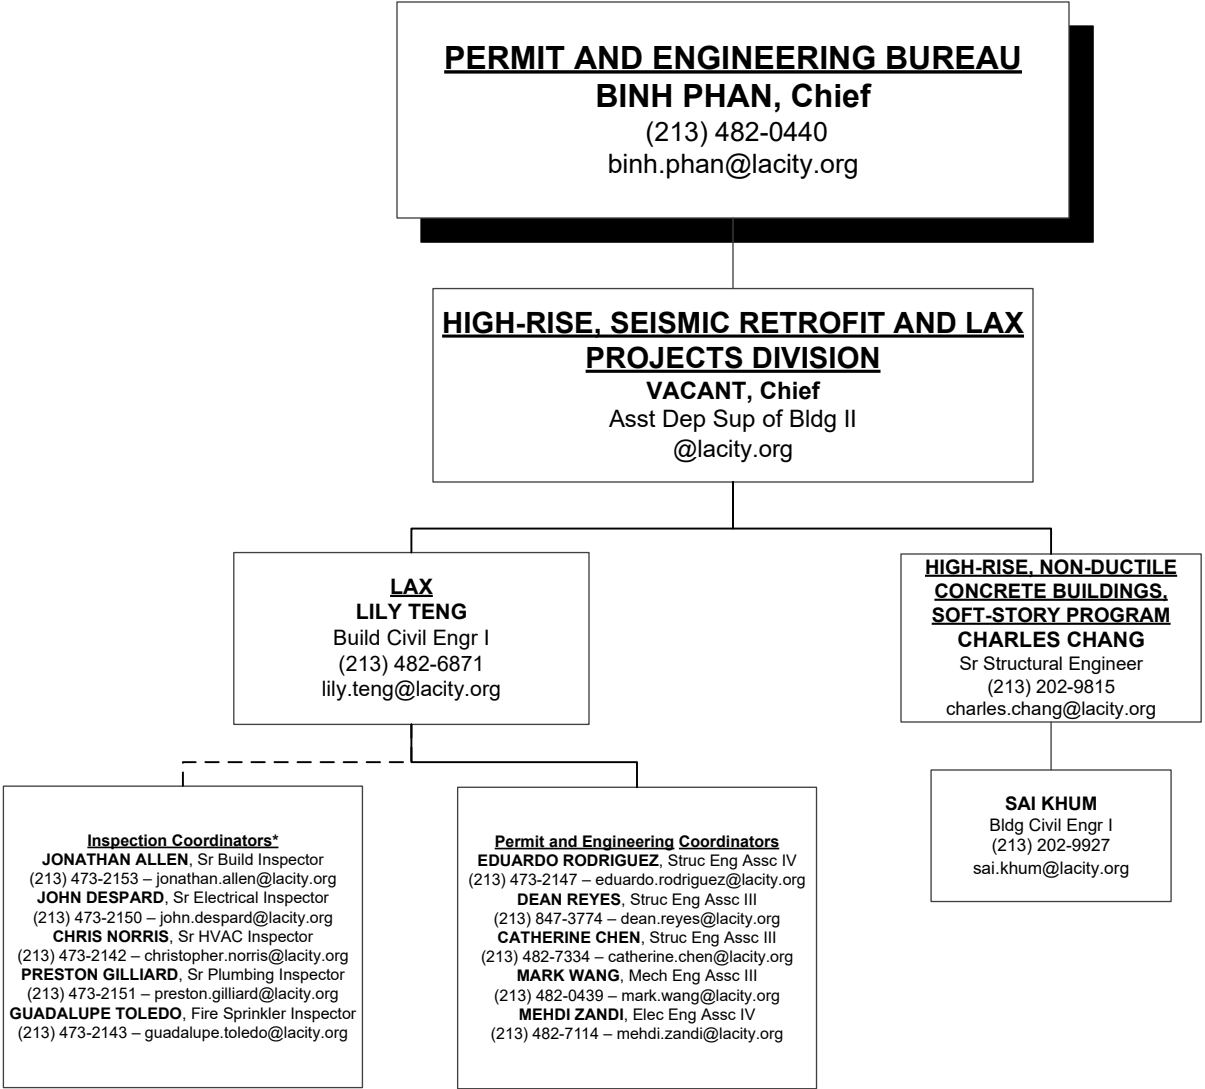 PERMIT AND ENGINEERING BUREAU
BINH PHAN, Chief
(213) 482-0440
binh.phan@lacity.org
HIGH-RISE, SEISMIC RETROFIT AND LAX
PROJECTS DIVISION
VACANT, Chief
Asst Dep Sup of Bldg II
@lacity.org
LAX
LILY TENG
Build Civil Engr I
(213) 482-6871
lily.teng@lacity.org
HIGH-RISE, NON-DUCTILE
CONCRETE BUILDINGS,
SOFT-STORY PROGRAM
CHARLES CHANG
Sr Structural Engineer
(213) 202-9815
charles.chang@lacity.org
Inspection Coordinators*
JONATHAN ALLEN, Sr Build Inspector
(213) 473-2153 – jonathan.allen@lacity.org
JOHN DESPARD, Sr Electrical Inspector
(213) 473-2150 – john.despard@lacity.org
CHRIS NORRIS, Sr HVAC Inspector
(213) 473-2142 – christopher.norris@lacity.org
PRESTON GILLIARD, Sr Plumbing Inspector
(213) 473-2151 – preston.gilliard@lacity.org
GUADALUPE TOLEDO, Fire Sprinkler Inspector
(213) 473-2143 – guadalupe.toledo@lacity.org
Permit and Engineering Coordinators
EDUARDO RODRIGUEZ, Struc Eng Assc IV
(213) 473-2147 – eduardo.rodriguez@lacity.org
DEAN REYES, Struc Eng Assc III
(213) 847-3774 – dean.reyes@lacity.org
CATHERINE CHEN, Struc Eng Assc III
(213) 482-7334 – catherine.chen@lacity.org
MARK WANG, Mech Eng Assc III
(213) 482-0439 – mark.wang@lacity.org
MEHDI ZANDI, Elec Eng Assc IV
(213) 482-7114 – mehdi.zandi@lacity.org
SAI KHUM
Bldg Civil Engr I
(213) 202-9927
sai.khum@lacity.org